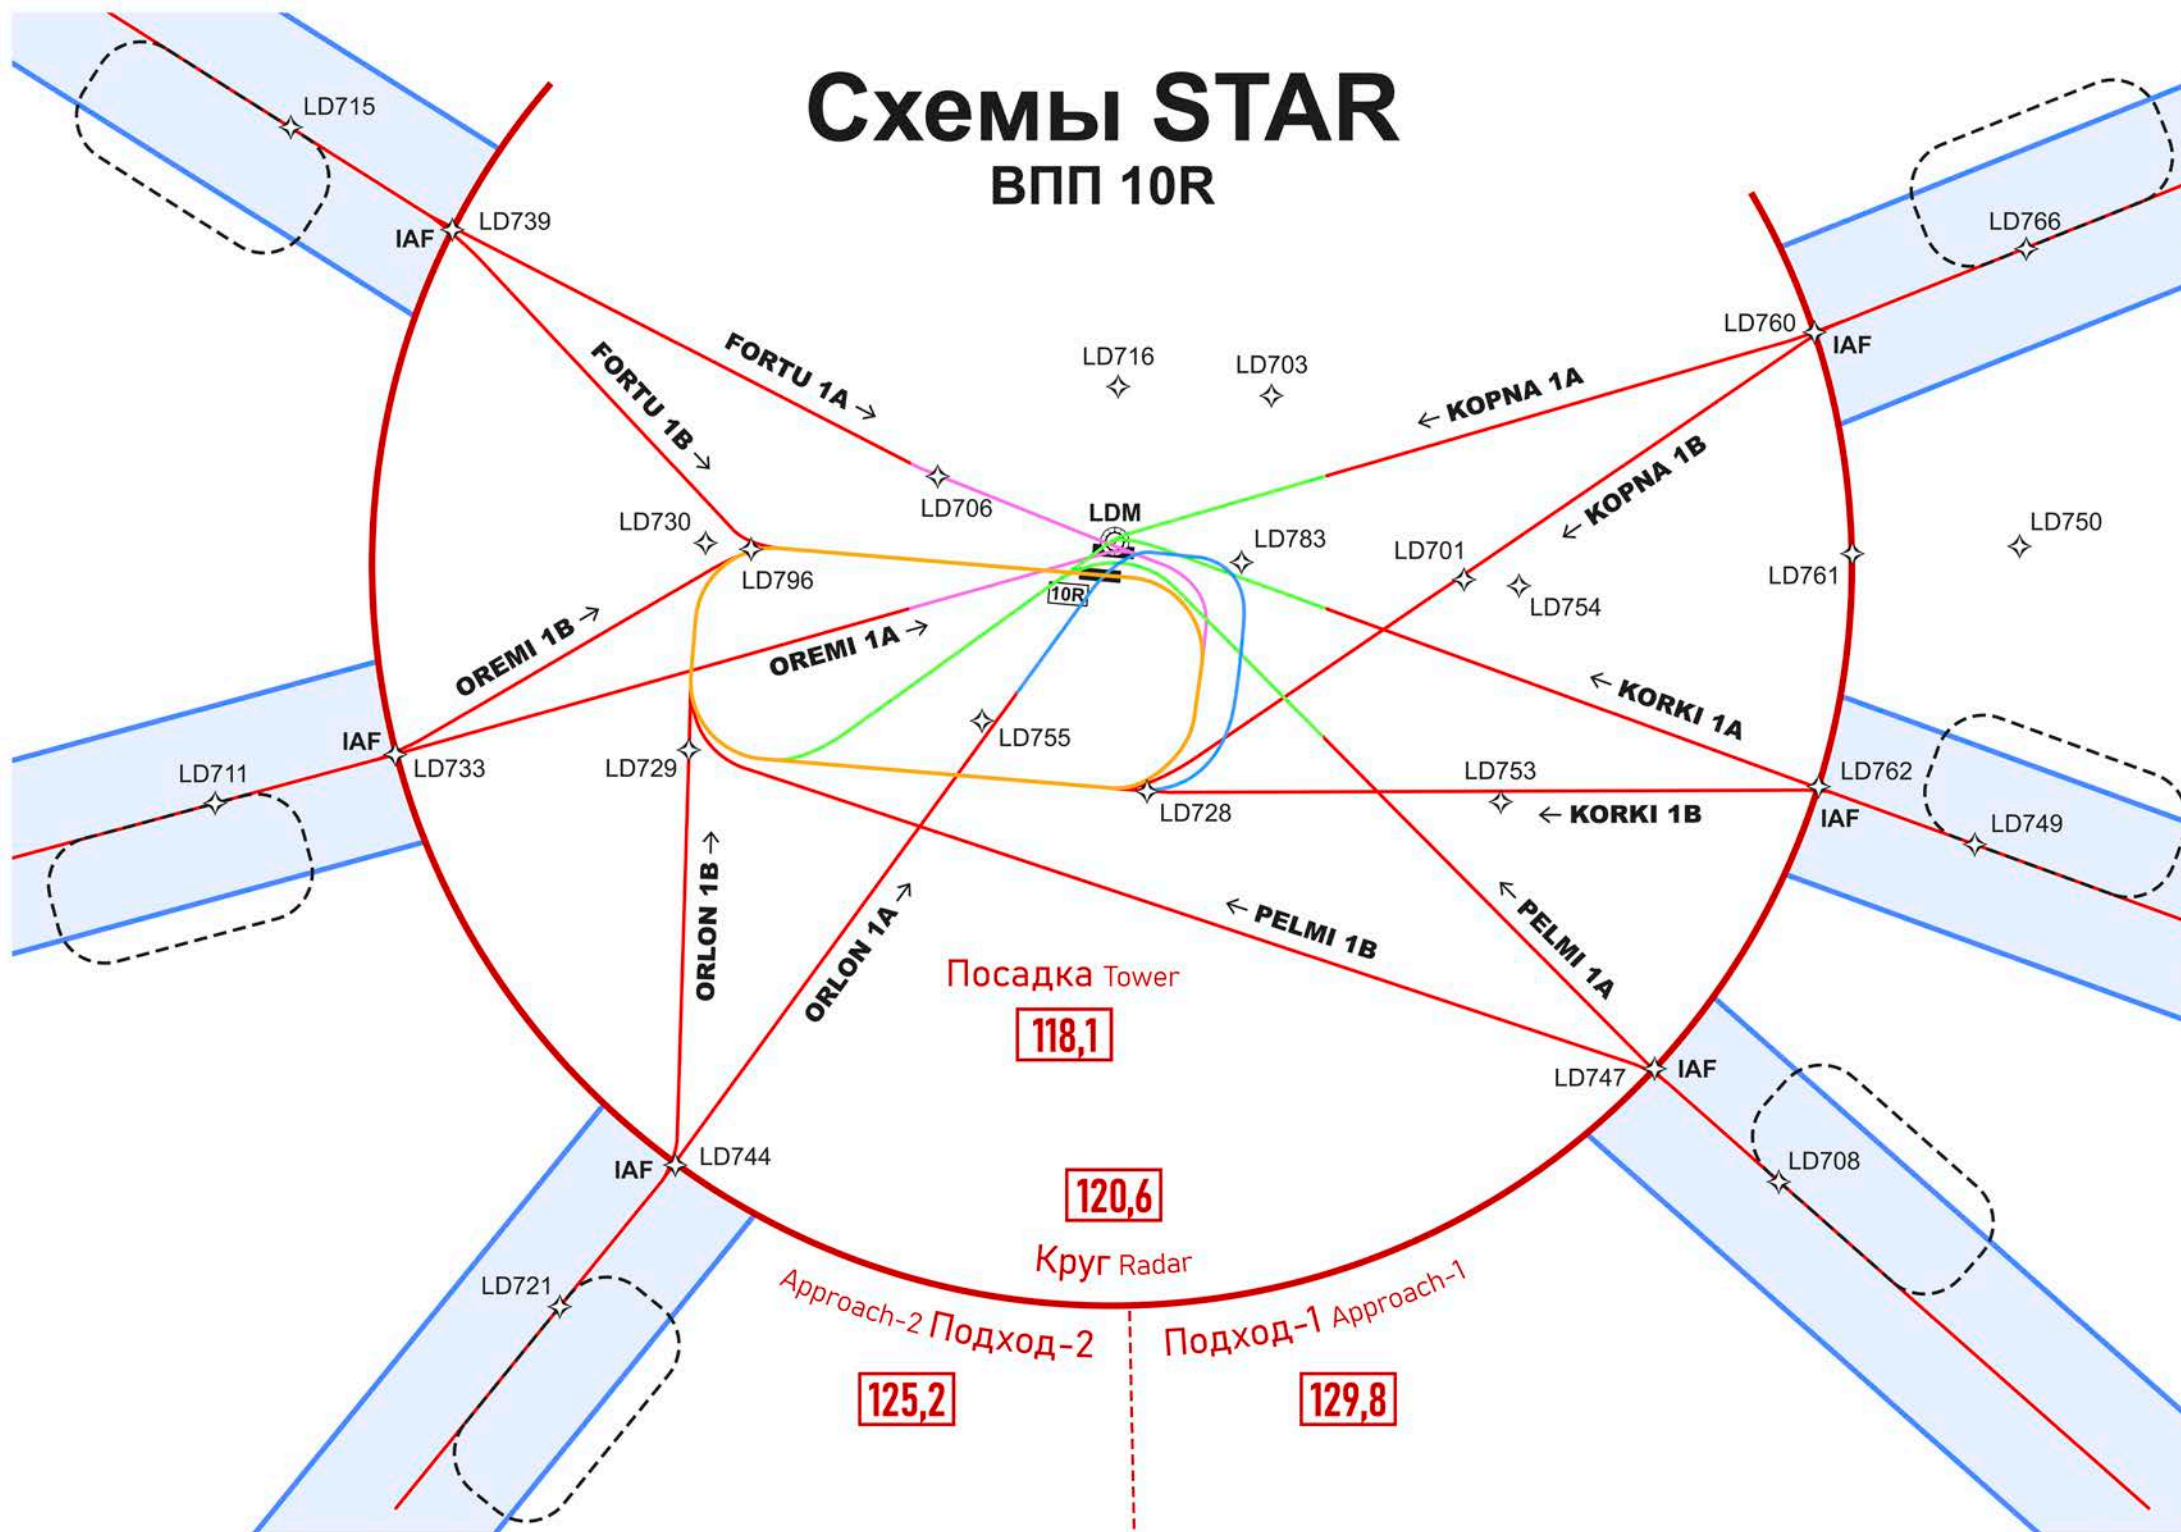 Схемы STAR
ВПП 10R
LD715
LD739
IAF
LD766
LD760
IAF
FORTU 1A →
FORTU 1B →
LD716
LD703
← KOPNA 1A
← KOPNA 1B
LD706
LDM
LD730
LD796
LD783
LD701
LD754
LD750
LD761
10R
OREMI 1B →
OREMI 1A →
IAF
LD733
LD711
LD755
LD729
LD728
LD753
← KORKI 1A
← KORKI 1B
LD762
IAF
LD749
ORLON 1B →
ORLON 1A →
← PELMI 1B
← PELMI 1A
Посадка Tower
118,1
LD747
IAF
LD708
IAF
LD744
LD721
120,6
Круг Radar
Approach-2 Подход-2
Подход-1 Approach-1
125,2
129,8